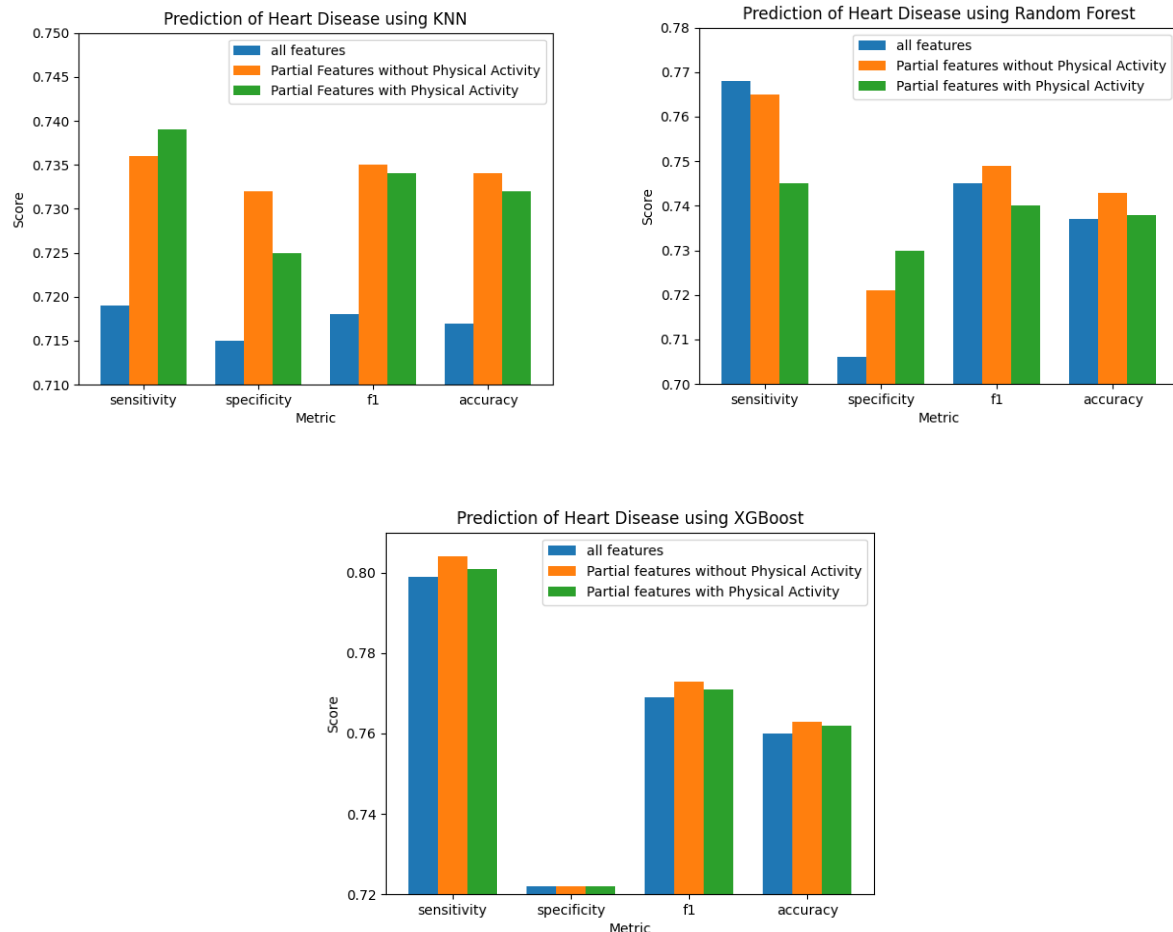 Prediction of Heart Disease using KNN
0.750
0.745
0.740
0.735
0.730
0.725
0.720
0.715
0.710
Score
all features
Partial Features without Physical Activity
Partial Features with Physical Activity
sensitivity specificity f1 accuracy
Metric
Prediction of Heart Disease using Random Forest
0.78
0.77
0.76
0.75
0.74
0.73
0.72
0.71
0.70
Score
all features
Partial features without Physical Activity
Partial features with Physical Activity
sensitivity specificity f1 accuracy
Metric
Prediction of Heart Disease using XGBoost
0.80
0.78
0.76
0.74
0.72
Score
all features
Partial features without Physical Activity
Partial features with Physical Activity
sensitivity specificity f1 accuracy
Metric